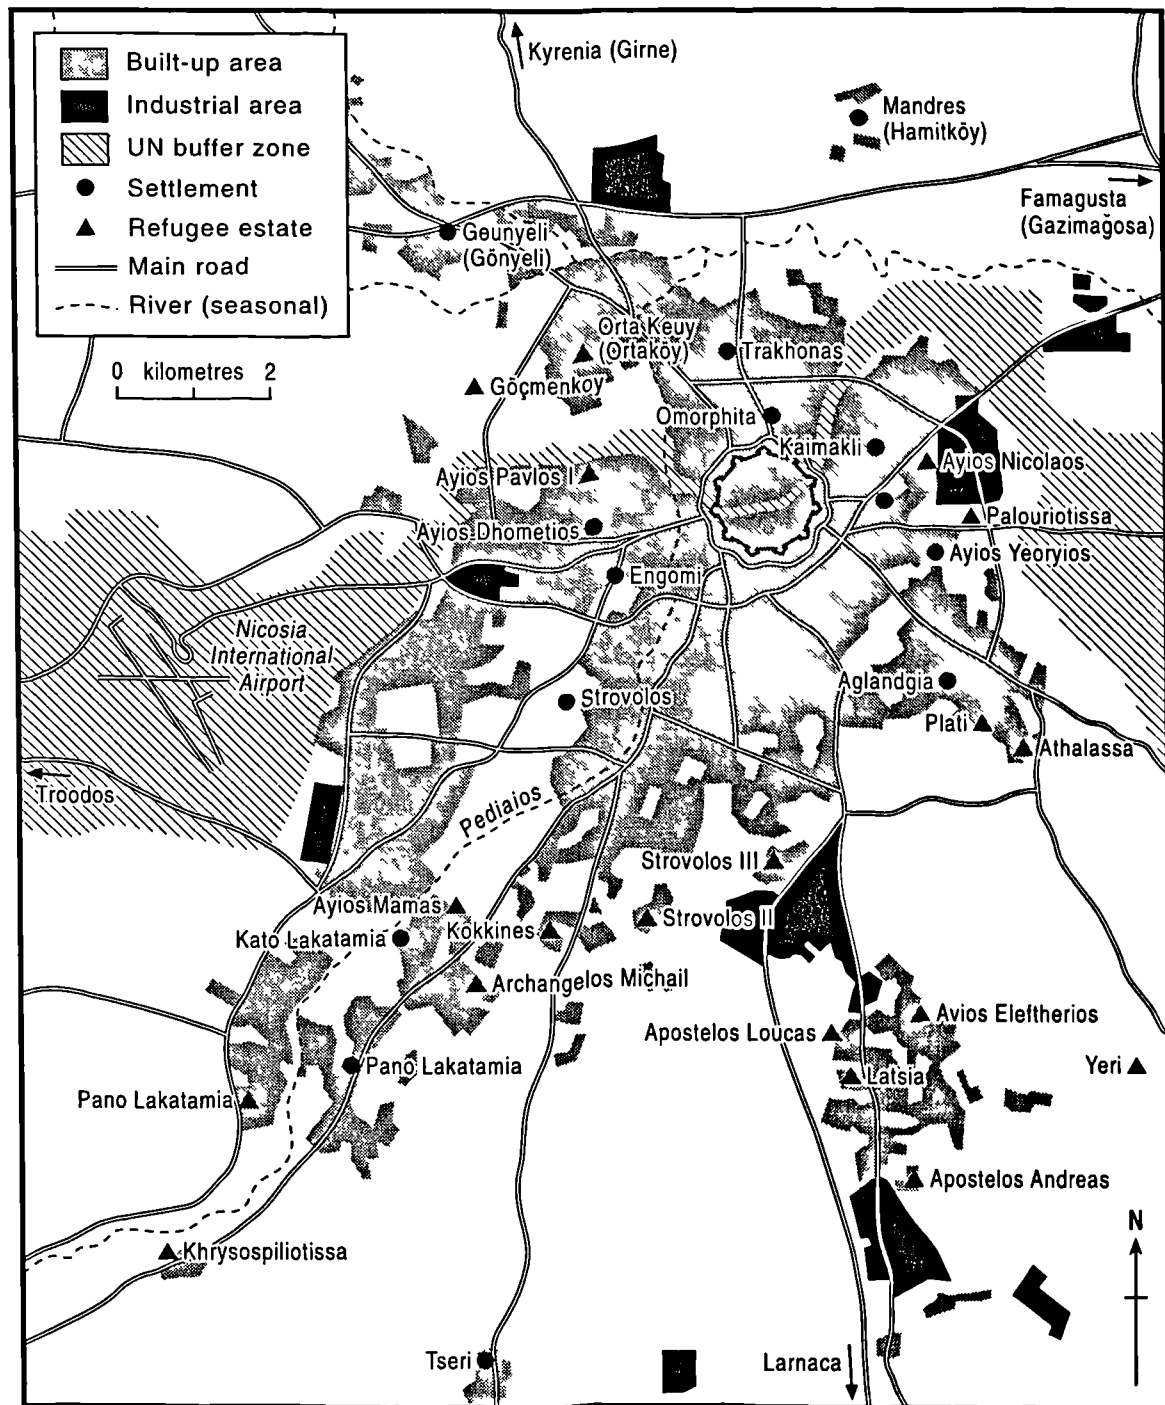 Built-up area
Industrial area
UN buffer zone
Settlement
Refugee estate
Main road
River (seasonal)
0 kilometres 2
Kyrenia (Girne)
Mandres
(Hamitköy)
Famagusta
(Gazimağosa)
Geunyeli
(Gönyeli)
Orta Keuy
(Ortaköy)
Trakhonas
Göçmenkoy
Omorphita
Kaimakli
Ayios Pavlos I
Ayios Nicolaos
Palouriotissa
Ayios Dhometios
Ayios Yeoryios
Engomi
Nicosia
International
Airport
Aglandgia
Strovolos
Plati
Athalassa
Troodos
Pediaios
Strovolos III
Ayios Mamas
Kokkines
Strovolos II
Kato Lakatamia
Archangelos Michail
Avios Eleftherios
Apostelos Loucas
Pano Lakatamia
Latsia
Yeri
Pano Lakatamia
Apostelos Andreas
N
Khrysospiliotissa
Tseri
Larnaca